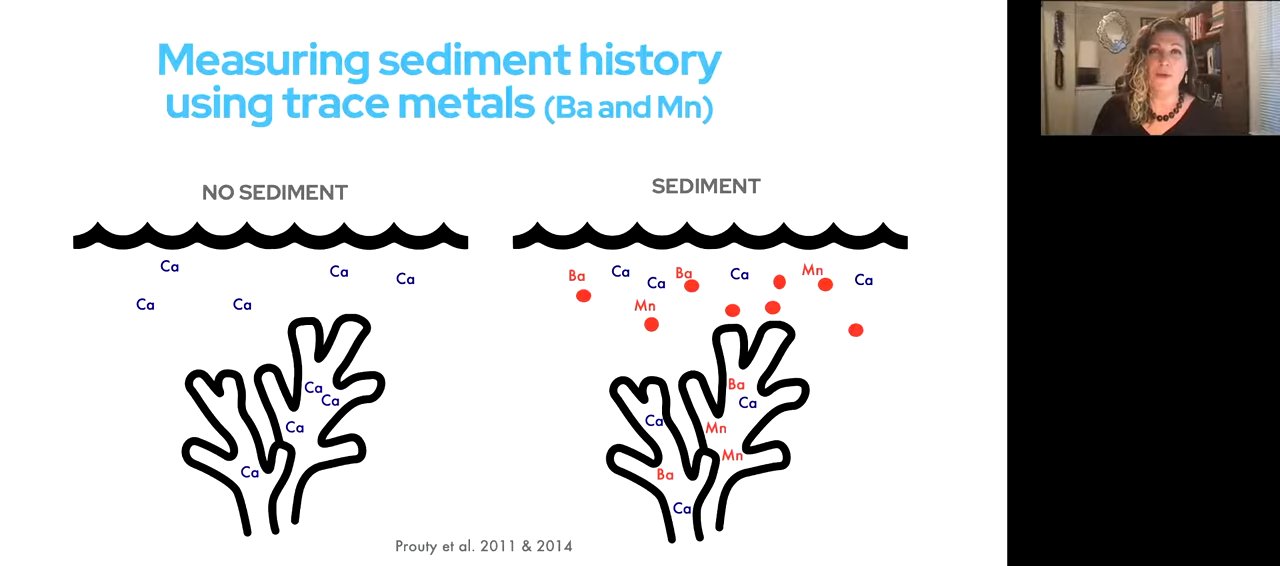 Measuring sediment history
using trace metals (Ba and Mn)
NO SEDIMENT
SEDIMENT
Ca
Ca
Ca
Ca
Ca
Ca
Ca
Ca
Ca
Ba
Ca
Ca
Ba
Ca
Mn
Ca
Mn
Ba
Ca
Ca
Mn
Mn
Ba
Ca
Prouty et al. 2011 & 2014